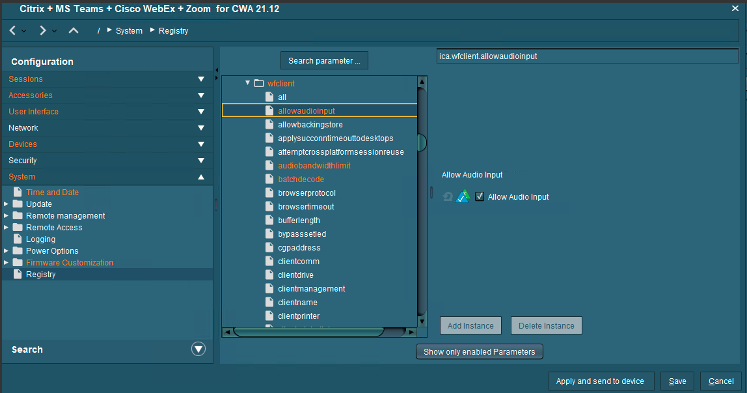 Citrix + MS Teams + Cisco WebEx + Zoom for CWA 21.12
/ System Registry
Configuration
Sessions
Accessories
User Interface
Network
Devices
Security
System
Time and Date
Update
Remote management
Remote Access
Logging
Power Options
Firmware Customization
Registry
Search
Search parameter ...
wfclient
all
allowaudioinput
allowbackingstore
applysucconntimeouttodesktops
attemptcrossplatformsessionreuse
audiobandwidthlimit
batchdecode
browserprotocol
browsertimeout
bufferlength
bypasssetled
cgpaddress
clientcomm
clientdrive
clientmanagement
clientname
clientprinter
ica.wfclient.allowaudioinput
Allow Audio Input
Allow Audio Input
Add Instance Delete Instance
Show only enabled Parameters
Apply and send to device Save Cancel